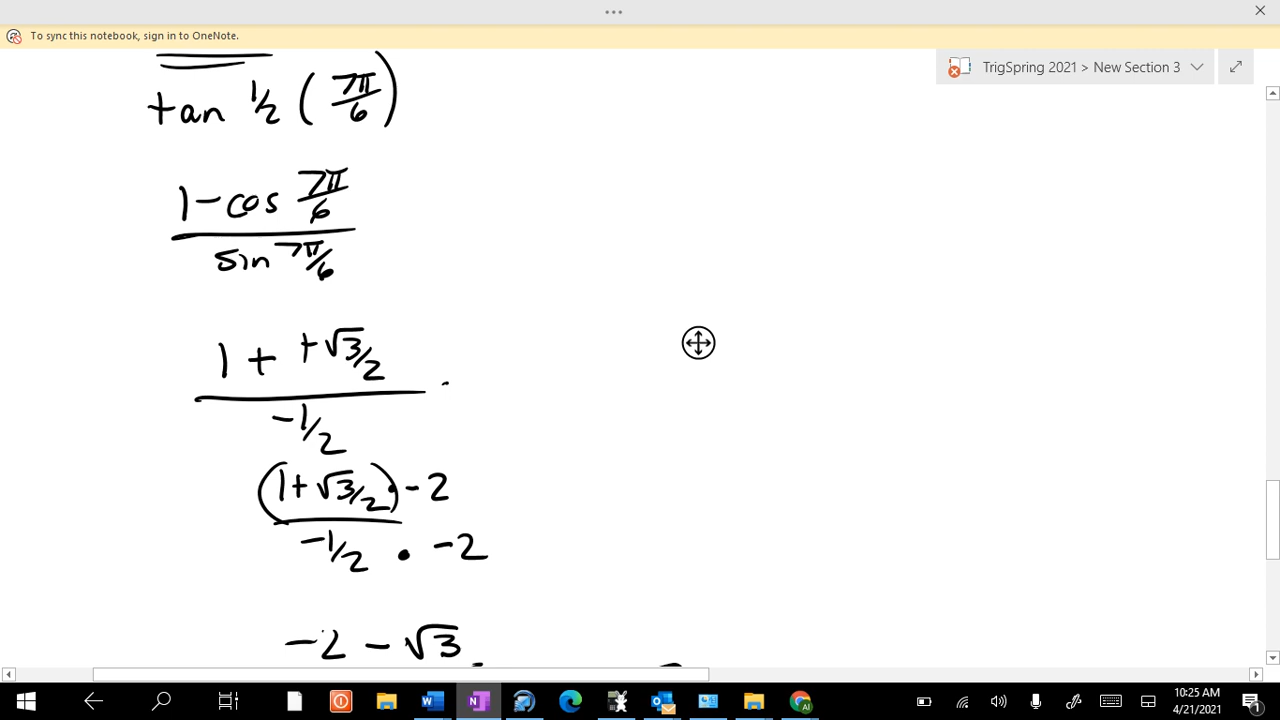 To sync this notebook, sign in to OneNote.
TrigSpring 2021 > New Section 3
tan 1/2 (7π/6)
1 - cos 7π/6
sin 7π/6
1 + +√3/2
-1/2
(1+√3/2) · -2
-1/2 · -2
-2 - √3
10:25 AM
4/21/2021